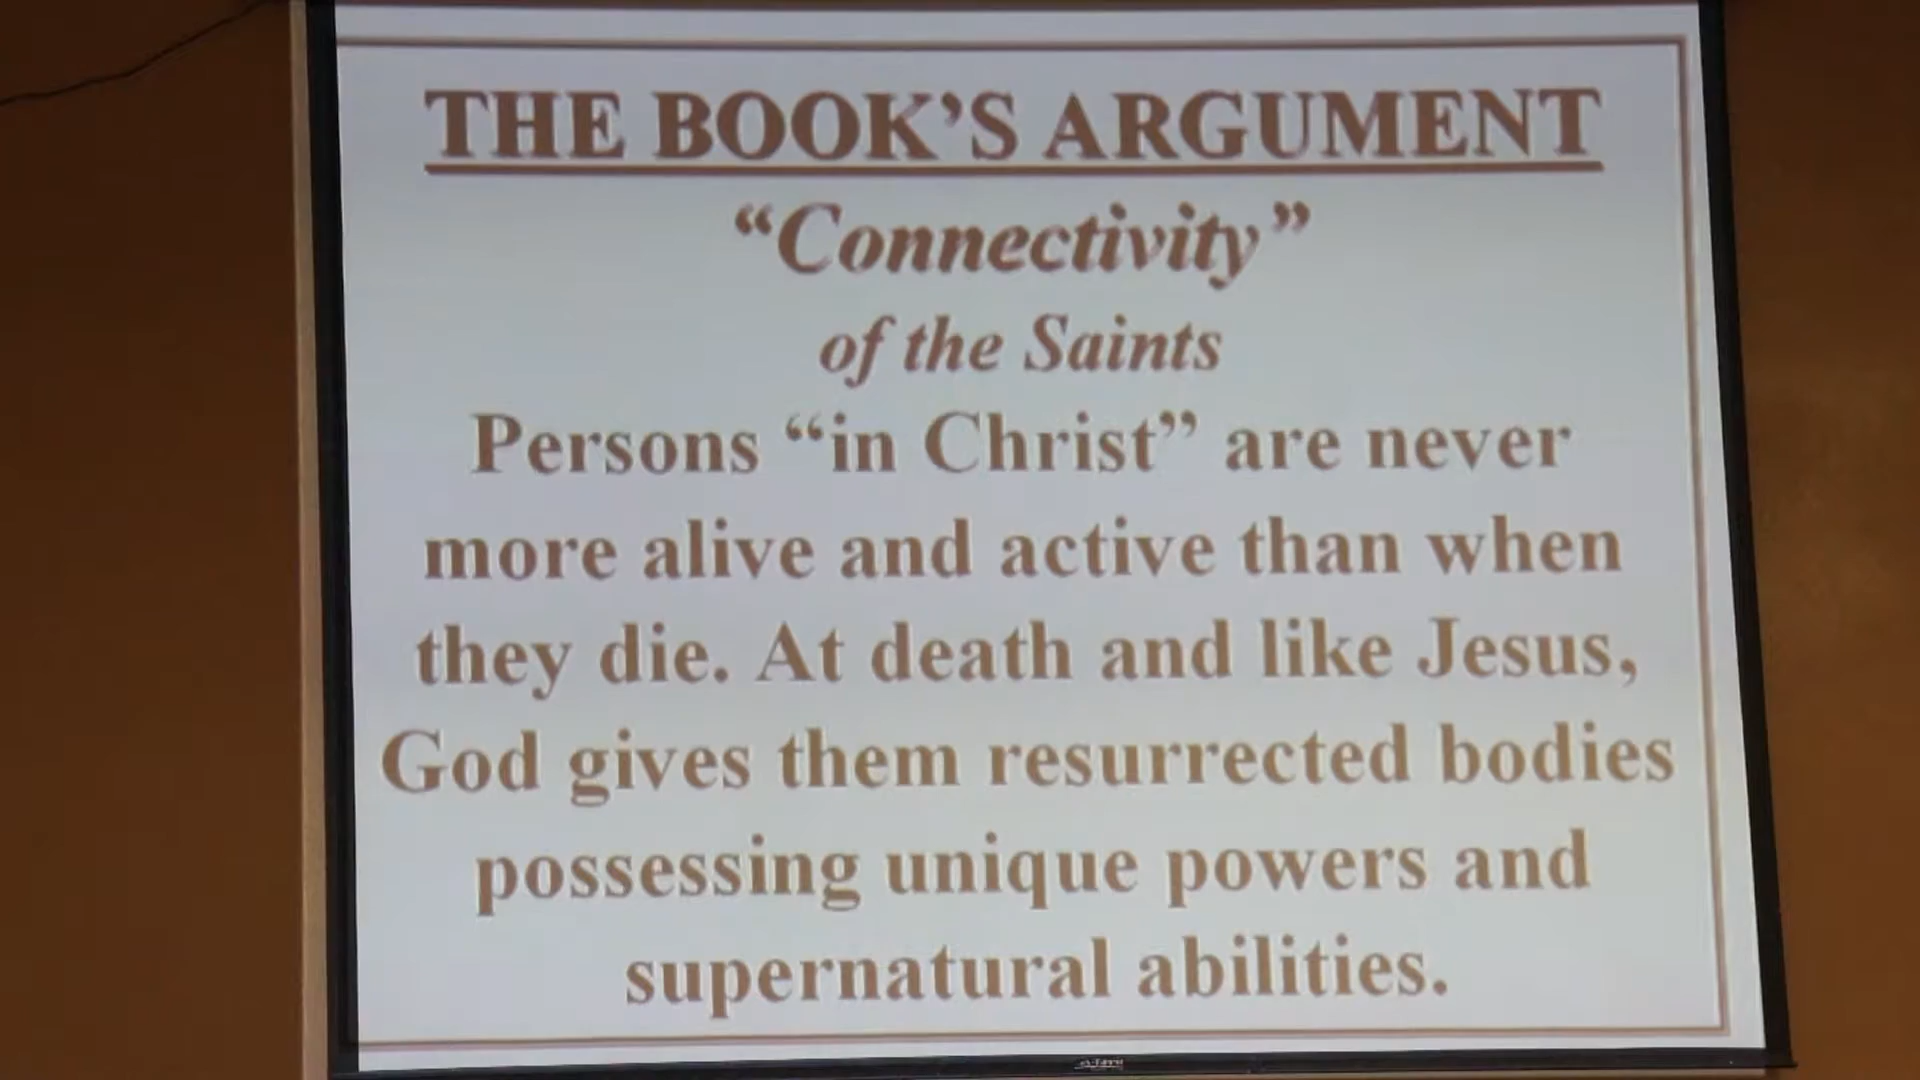 THE BOOK’S ARGUMENT
“Connectivity”
of the Saints
Persons “in Christ” are never
more alive and active than when
they die. At death and like Jesus,
God gives them resurrected bodies
possessing unique powers and
supernatural abilities.